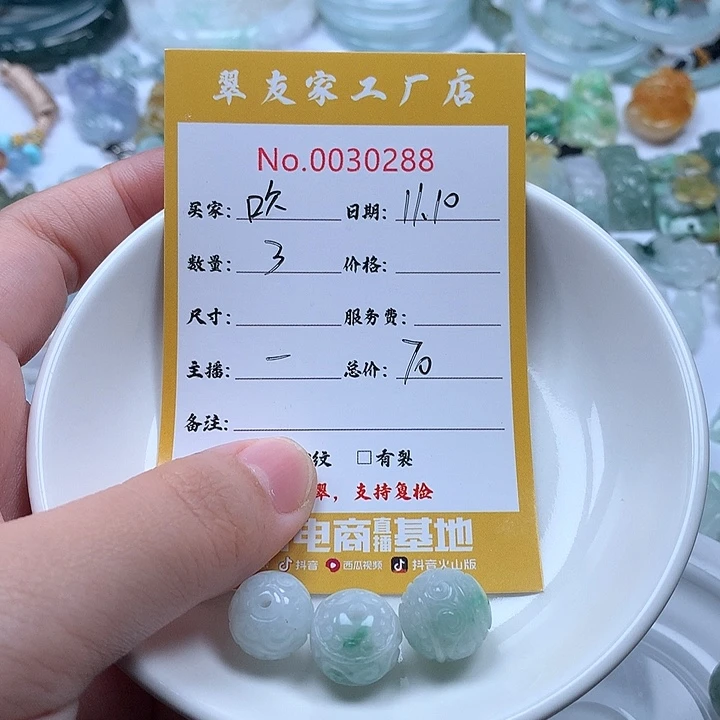 翠友家工厂店
No.0030288
买家: 吹 日期: 11.10
数量: 3 价格:
尺寸: 服务费:
主播: 一 总价: 70
备注:
纹 □有裂
翠，支持复检
电商直播基地
抖音 西瓜视频 抖音火山版